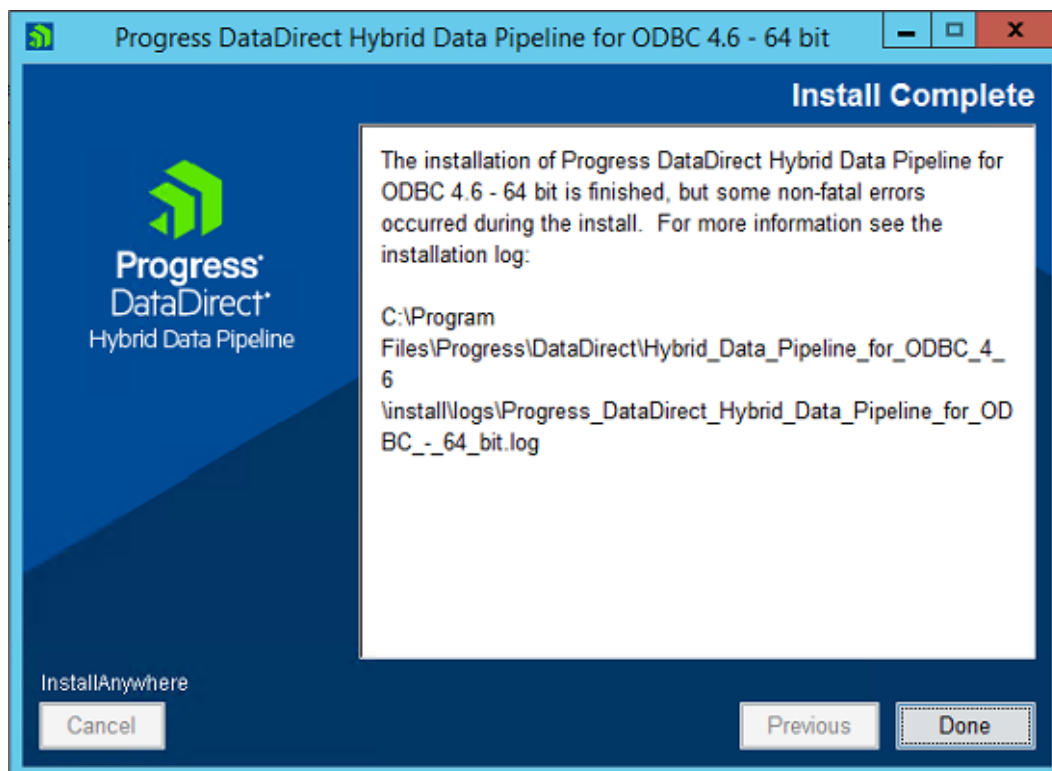 Progress DataDirect Hybrid Data Pipeline for ODBC 4.6 - 64 bit
Install Complete
Progress
DataDirect
Hybrid Data Pipeline
The installation of Progress DataDirect Hybrid Data Pipeline for
ODBC 4.6 - 64 bit is finished, but some non-fatal errors
occurred during the install.  For more information see the
installation log:
C:\Program
Files\Progress\DataDirect\Hybrid_Data_Pipeline_for_ODBC_4_
6
\install\logs\Progress_DataDirect_Hybrid_Data_Pipeline_for_OD
BC_-_64_bit.log
InstallAnywhere
Cancel
Previous
Done